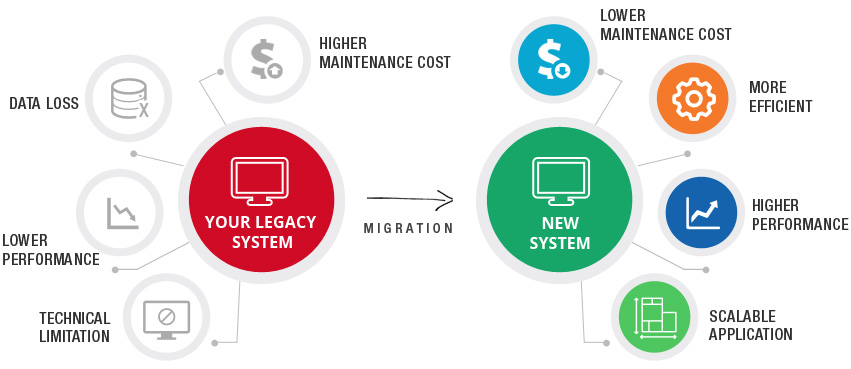 HIGHER
MAINTENANCE COST
DATA LOSS
YOUR LEGACY
SYSTEM
LOWER
PERFORMANCE
TECHNICAL
LIMITATION
MIGRATION
LOWER
MAINTENANCE COST
MORE
EFFICIENT
NEW
SYSTEM
HIGHER
PERFORMANCE
SCALABLE
APPLICATION